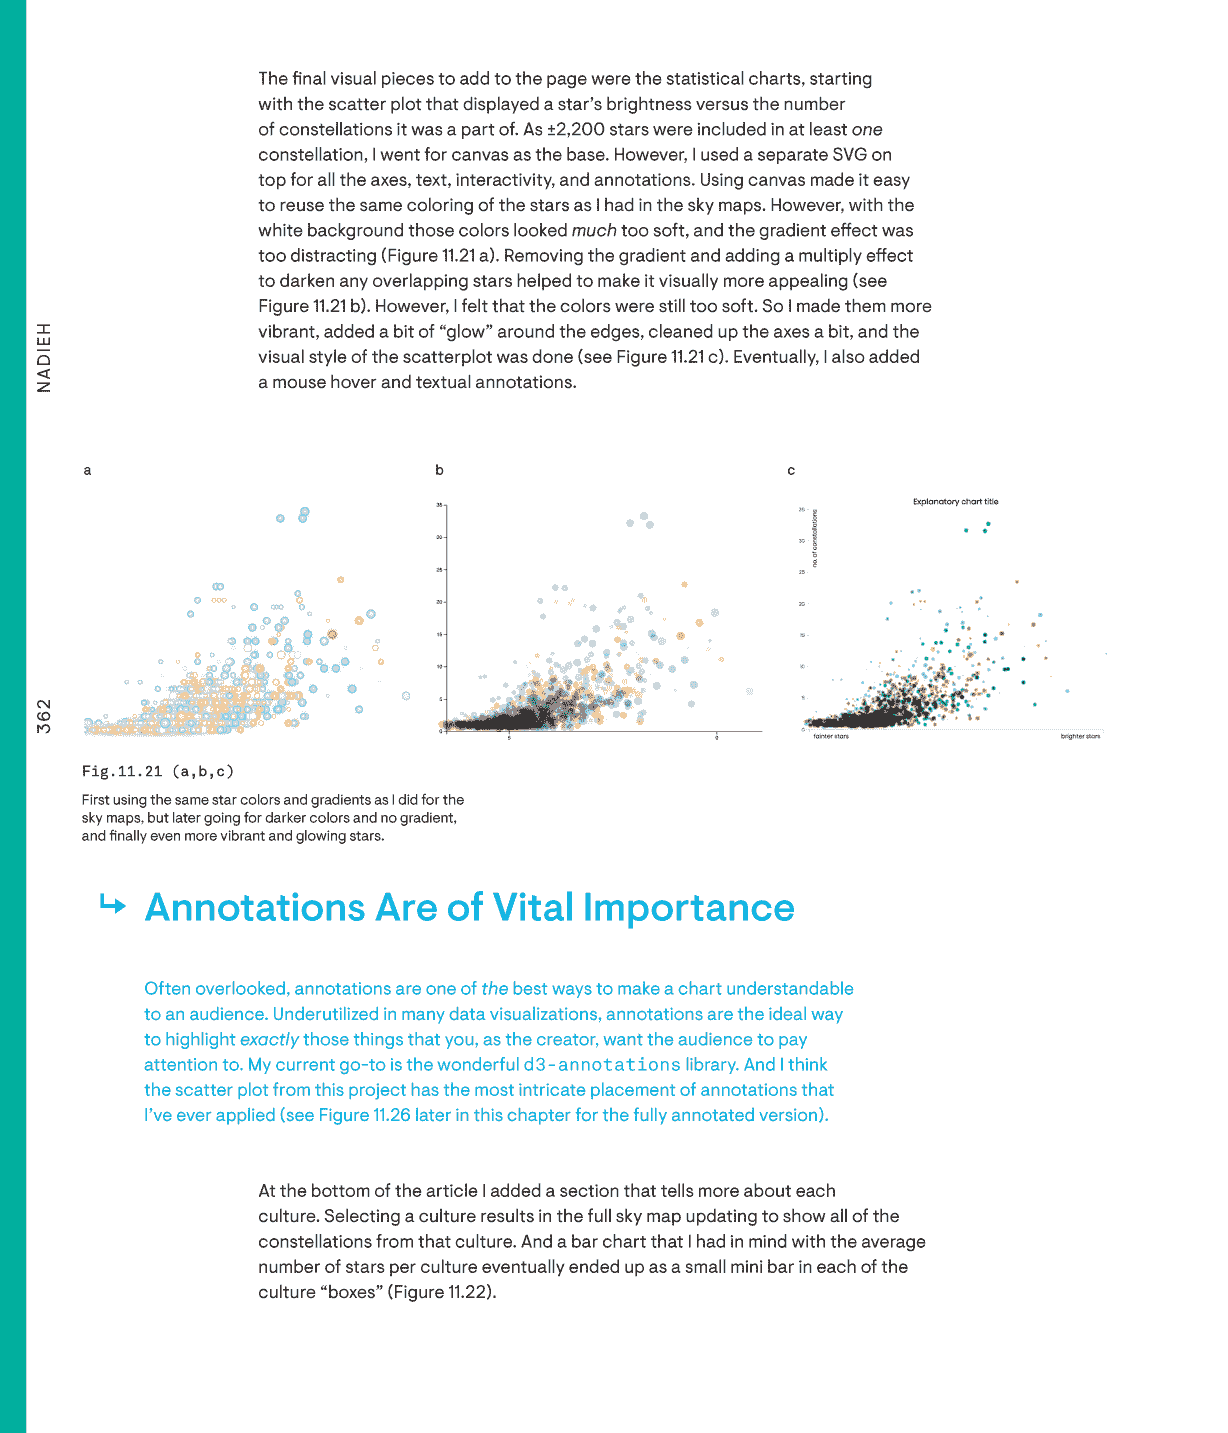 The final visual pieces to add to the page were the statistical charts, starting
with the scatter plot that displayed a star’s brightness versus the number
of constellations it was a part of. As ±2,200 stars were included in at least one
constellation, I went for canvas as the base. However, I used a separate SVG on
top for all the axes, text, interactivity, and annotations. Using canvas made it easy
to reuse the same coloring of the stars as I had in the sky maps. However, with the
white background those colors looked much too soft, and the gradient effect was
too distracting (Figure 11.21 a). Removing the gradient and adding a multiply effect
to darken any overlapping stars helped to make it visually more appealing (see
Figure 11.21 b). However, I felt that the colors were still too soft. So I made them more
vibrant, added a bit of “glow” around the edges, cleaned up the axes a bit, and the
visual style of the scatterplot was done (see Figure 11.21 c). Eventually, I also added
a mouse hover and textual annotations.
NADIEH
362
a
b
35
30
25
20
15
10
5
0
5
0
c
Explanatory chart title
no. of constellations
35
30
25
20
15
10
5
0
fainter stars
brighter stars
Fig.11.21 (a,b,c)
First using the same star colors and gradients as I did for the
sky maps, but later going for darker colors and no gradient,
and finally even more vibrant and glowing stars.
↳ Annotations Are of Vital Importance
Often overlooked, annotations are one of the best ways to make a chart understandable
to an audience. Underutilized in many data visualizations, annotations are the ideal way
to highlight exactly those things that you, as the creator, want the audience to pay
attention to. My current go-to is the wonderful d3-annotations library. And I think
the scatter plot from this project has the most intricate placement of annotations that
I’ve ever applied (see Figure 11.26 later in this chapter for the fully annotated version).
At the bottom of the article I added a section that tells more about each
culture. Selecting a culture results in the full sky map updating to show all of the
constellations from that culture. And a bar chart that I had in mind with the average
number of stars per culture eventually ended up as a small mini bar in each of the
culture “boxes” (Figure 11.22).